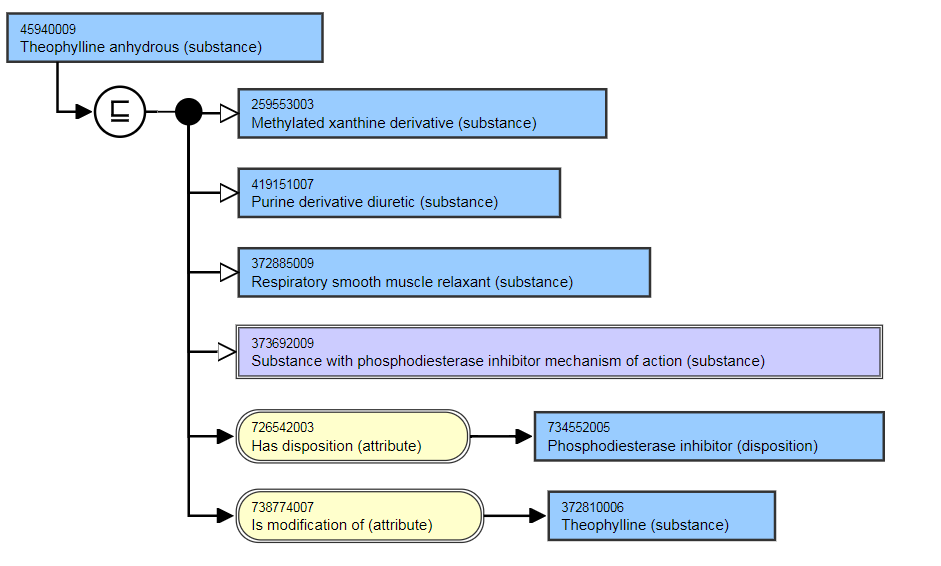 45940009
Theophylline anhydrous (substance)
⊑
259553003
Methylated xanthine derivative (substance)
419151007
Purine derivative diuretic (substance)
372885009
Respiratory smooth muscle relaxant (substance)
373692009
Substance with phosphodiesterase inhibitor mechanism of action (substance)
726542003
Has disposition (attribute)
734552005
Phosphodiesterase inhibitor (disposition)
738774007
Is modification of (attribute)
372810006
Theophylline (substance)